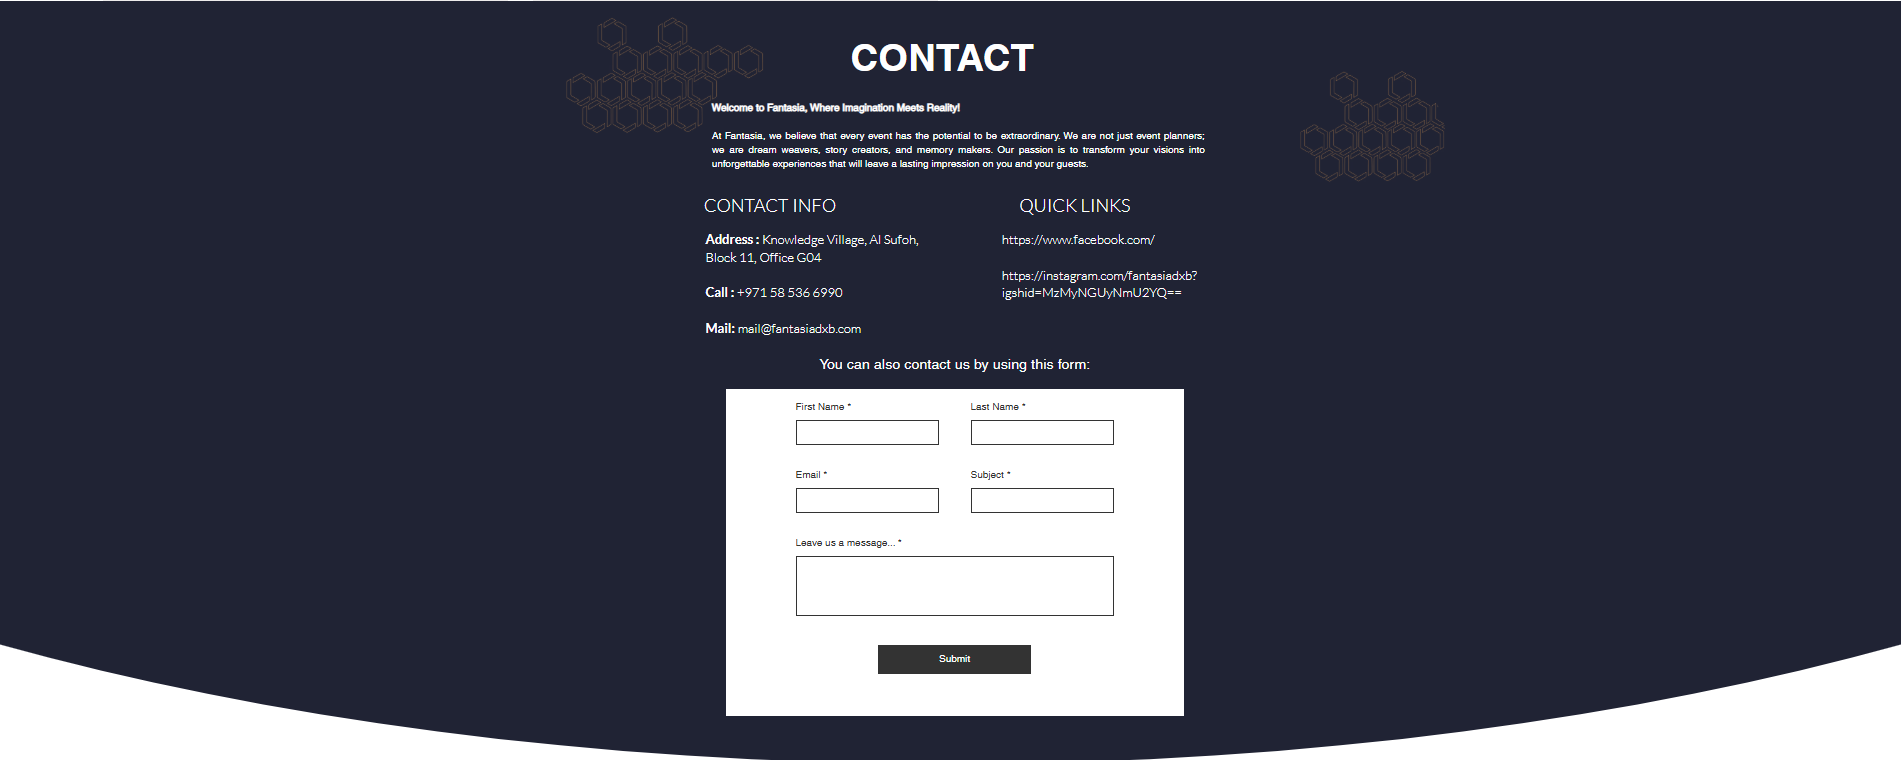 CONTACT
Welcome to Fantasia, Where Imagination Meets Reality!
At Fantasia, we believe that every event has the potential to be extraordinary. We are not just event planners;
we are dream weavers, story creators, and memory makers. Our passion is to transform your visions into
unforgettable experiences that will leave a lasting impression on you and your guests.
CONTACT INFO
Address : Knowledge Village, Al Sufoh,
Block 11, Office G04
Call : +971 58 536 6990
Mail: mail@fantasiadxb.com
QUICK LINKS
https://www.facebook.com/
https://instagram.com/fantasiadxb?
igshid=MzMyNGUyNmU2YQ==
You can also contact us by using this form:
First Name *
Last Name *
Email *
Subject *
Leave us a message... *
Submit